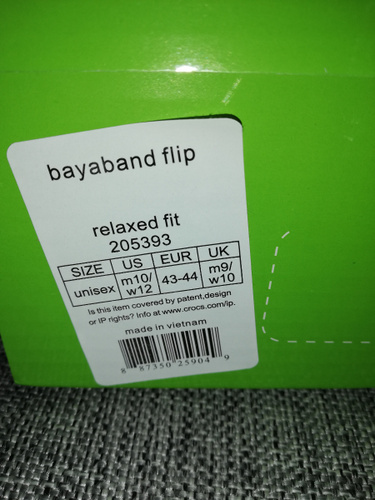 bayaband flip
relaxed fit
205393
SIZE US EUR UK
unisex m10/ w12 43-44 m9/ w10
Is this item covered by patent,design
or IP rights? Info at www.crocs.com/ip.
made in vietnam
8 87350 25904 9